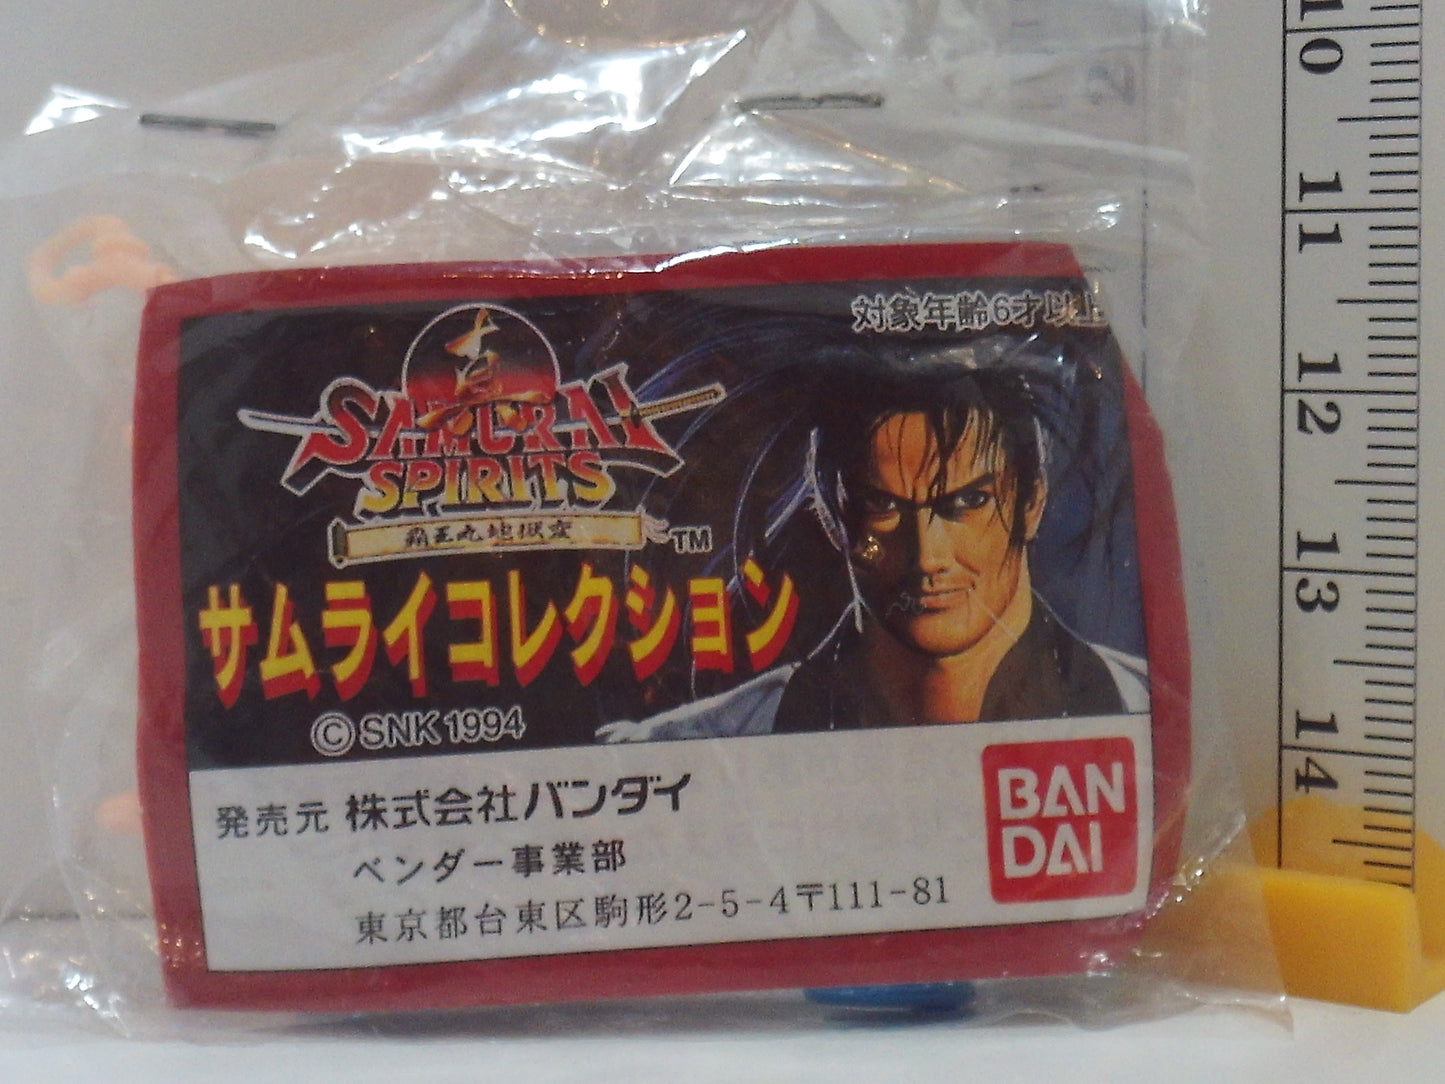 対象年齢6才以上
真
SAMURAI
SPIRITS
覇王丸地獄変
TM
サムライコレクション
© SNK 1994
発売元 株式会社バンダイ
ベンダー事業部
東京都台東区駒形2-5-4〒111-81
BAN
DAI
2
10
11
12
13
14